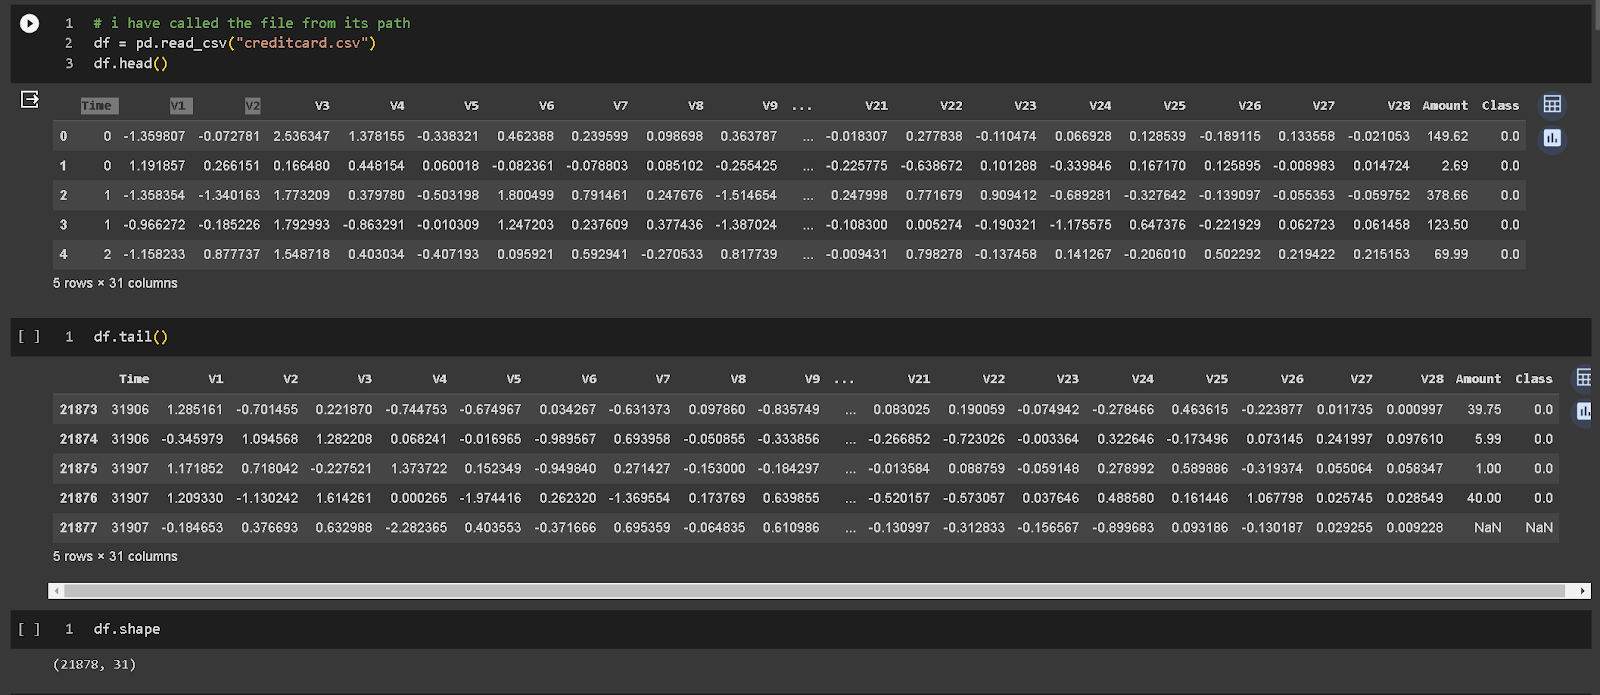 1 # i have called the file from its path
2 df = pd.read_csv("creditcard.csv")
3 df.head()
Time V1 V2 V3 V4 V5 V6 V7 V8 V9 ... V21 V22 V23 V24 V25 V26 V27 V28 Amount Class
0 0 -1.359807 -0.072781 2.536347 1.378155 -0.338321 0.462388 0.239599 0.098698 0.363787 ... -0.018307 0.277838 -0.110474 0.066928 0.128539 -0.189115 0.133558 -0.021053 149.62 0.0
1 0 1.191857 0.266151 0.166480 0.448154 0.060018 -0.082361 -0.078803 0.085102 -0.255425 ... -0.225775 -0.638672 0.101288 -0.339846 0.167170 0.125895 -0.008983 0.014724 2.69 0.0
2 1 -1.358354 -1.340163 1.773209 0.379780 -0.503198 1.800499 0.791461 0.247676 -1.514654 ... 0.247998 0.771679 0.909412 -0.689281 -0.327642 -0.139097 -0.055353 -0.059752 378.66 0.0
3 1 -0.966272 -0.185226 1.792993 -0.863291 -0.010309 1.247203 0.237609 0.377436 -1.387024 ... -0.108300 0.005274 -0.190321 -1.175575 0.647376 -0.221929 0.062723 0.061458 123.50 0.0
4 2 -1.158233 0.877737 1.548718 0.403034 -0.407193 0.095921 0.592941 -0.270533 0.817739 ... -0.009431 0.798278 -0.137458 0.141267 -0.206010 0.502292 0.219422 0.215153 69.99 0.0
5 rows × 31 columns
[ ] 1 df.tail()
Time V1 V2 V3 V4 V5 V6 V7 V8 V9 ... V21 V22 V23 V24 V25 V26 V27 V28 Amount Class
21873 31906 1.285161 -0.701455 0.221870 -0.744753 -0.674967 0.034267 -0.631373 0.097860 -0.835749 ... 0.083025 0.190059 -0.074942 -0.278466 0.463615 -0.223877 0.011735 0.000997 39.75 0.0
21874 31906 -0.345979 1.094568 1.282208 0.068241 -0.016965 -0.989567 0.693958 -0.050855 -0.333856 ... -0.266852 -0.723026 -0.003364 0.322646 -0.173496 0.073145 0.241997 0.097610 5.99 0.0
21875 31907 1.171852 0.718042 -0.227521 1.373722 0.152349 -0.949840 0.271427 -0.153000 -0.184297 ... -0.013584 0.088759 -0.059148 0.278992 0.589886 -0.319374 0.055064 0.058347 1.00 0.0
21876 31907 1.209330 -1.130242 1.614261 0.000265 -1.974416 0.262320 -1.369554 0.173769 0.639855 ... -0.520157 -0.573057 0.037646 0.488580 0.161446 1.067798 0.025745 0.028549 40.00 0.0
21877 31907 -0.184653 0.376693 0.632988 -2.282365 0.403553 -0.371666 0.695359 -0.064835 0.610986 ... -0.130997 -0.312833 -0.156567 -0.899683 0.093186 -0.130187 0.029255 0.009228 NaN NaN
5 rows × 31 columns
[ ] 1 df.shape
(21878, 31)